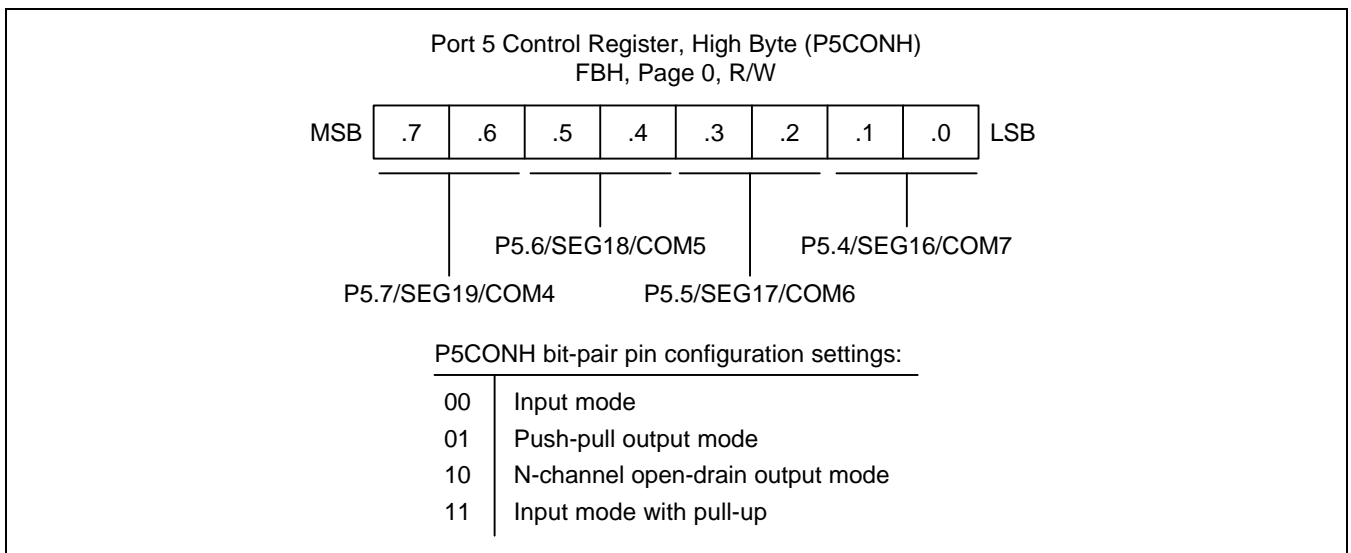 Port 5 Control Register, High Byte (P5CONH)
FBH, Page 0, R/W
MSB .7 .6 .5 .4 .3 .2 .1 .0 LSB
P5.6/SEG18/COM5 P5.4/SEG16/COM7
P5.7/SEG19/COM4 P5.5/SEG17/COM6
P5CONH bit-pair pin configuration settings:
00 Input mode
01 Push-pull output mode
10 N-channel open-drain output mode
11 Input mode with pull-up